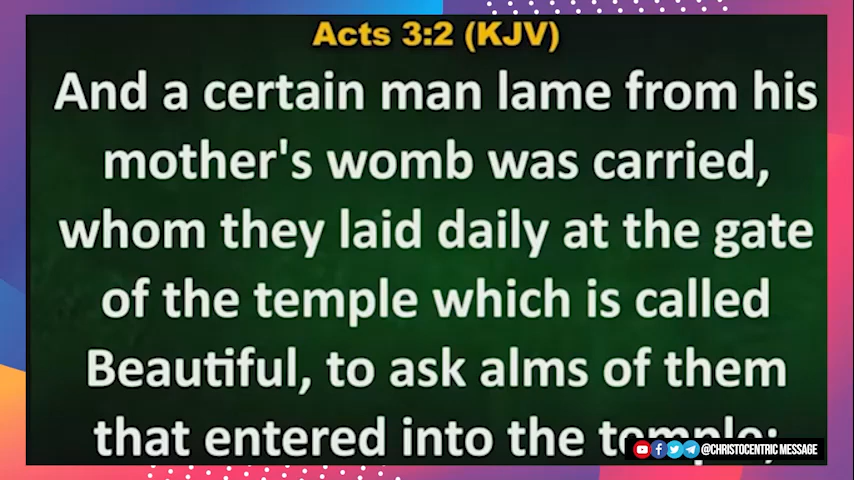 Acts 3:2 (KJV)
And a certain man lame from his
mother's womb was carried,
whom they laid daily at the gate
of the temple which is called
Beautiful, to ask alms of them
that entered into the temple;
@CHRISTOCENTRIC MESSAGE